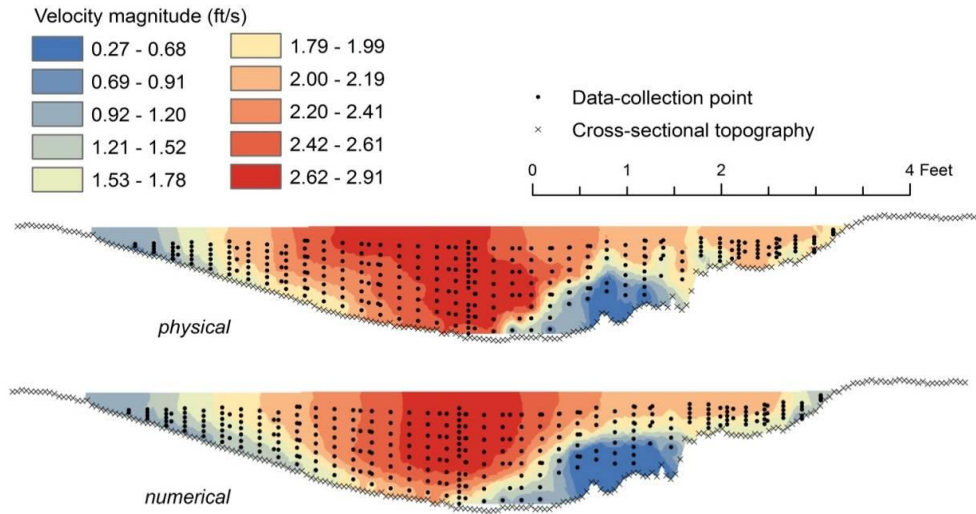 Velocity magnitude (ft/s)
0.27 - 0.68
0.69 - 0.91
0.92 - 1.20
1.21 - 1.52
1.53 - 1.78
1.79 - 1.99
2.00 - 2.19
2.20 - 2.41
2.42 - 2.61
2.62 - 2.91
Data-collection point
Cross-sectional topography
0 1 2 4 Feet
physical
numerical